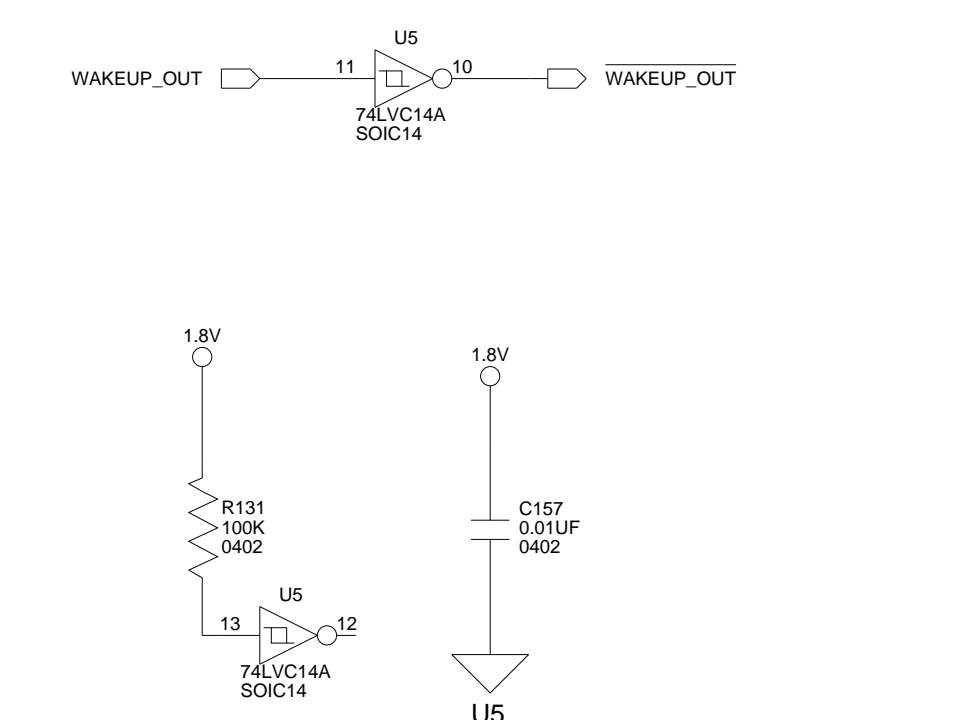 U5
WAKEUP_OUT
11
10
WAKEUP_OUT
74LVC14A
SOIC14
1.8V
1.8V
R131
100K
0402
C157
0.01UF
0402
U5
13
12
74LVC14A
SOIC14
U5